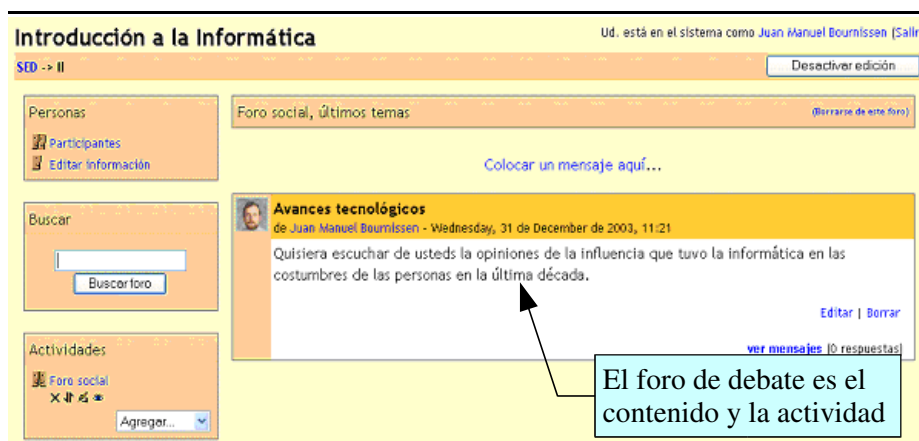 Introducción a la Informática
Ud. está en el sistema como Juan Manuel Bournissen (Salir
SED -> II
Desactivar edición
Personas
Participantes
Editar información
Buscar
Buscar foro
Actividades
Foro social
Agregar...
Foro social, últimos temas
(Borrarse de este foro)
Colocar un mensaje aquí...
Avances tecnológicos
de Juan Manuel Bournissen - Wednesday, 31 de December de 2003, 11:21
Quisiera escuchar de usteds la opiniones de la influencia que tuvo la informática en las
costumbres de las personas en la última década.
Editar | Borrar
ver mensajes (0 respuestas)
El foro de debate es el
contenido y la actividad